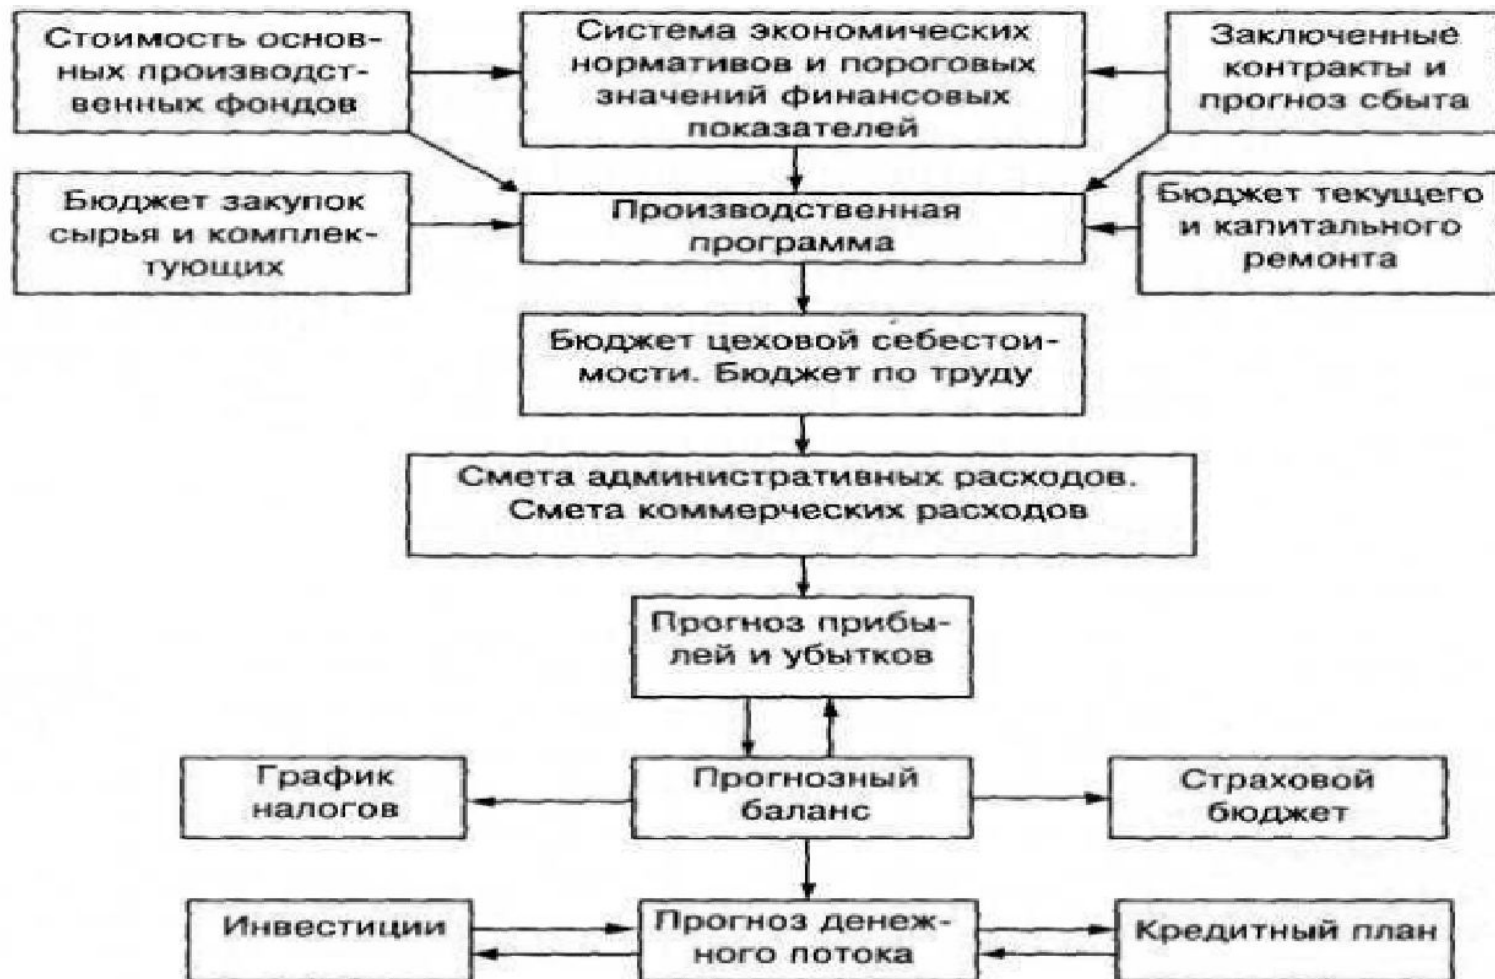 Стоимость основ-
ных производст-
венных фондов
Система экономических
нормативов и пороговых
значений финансовых
показателей
Заключенные
контракты и
прогноз сбыта
Бюджет закупок
сырья и комплек-
тующих
Производственная
программа
Бюджет текущего
и капитального
ремонта
Бюджет цеховой себестои-
мости. Бюджет по труду
Смета административных расходов.
Смета коммерческих расходов
Прогноз прибы-
лей и убытков
График
налогов
Прогнозный
баланс
Страховой
бюджет
Инвестиции
Прогноз денеж-
ного потока
Кредитный план